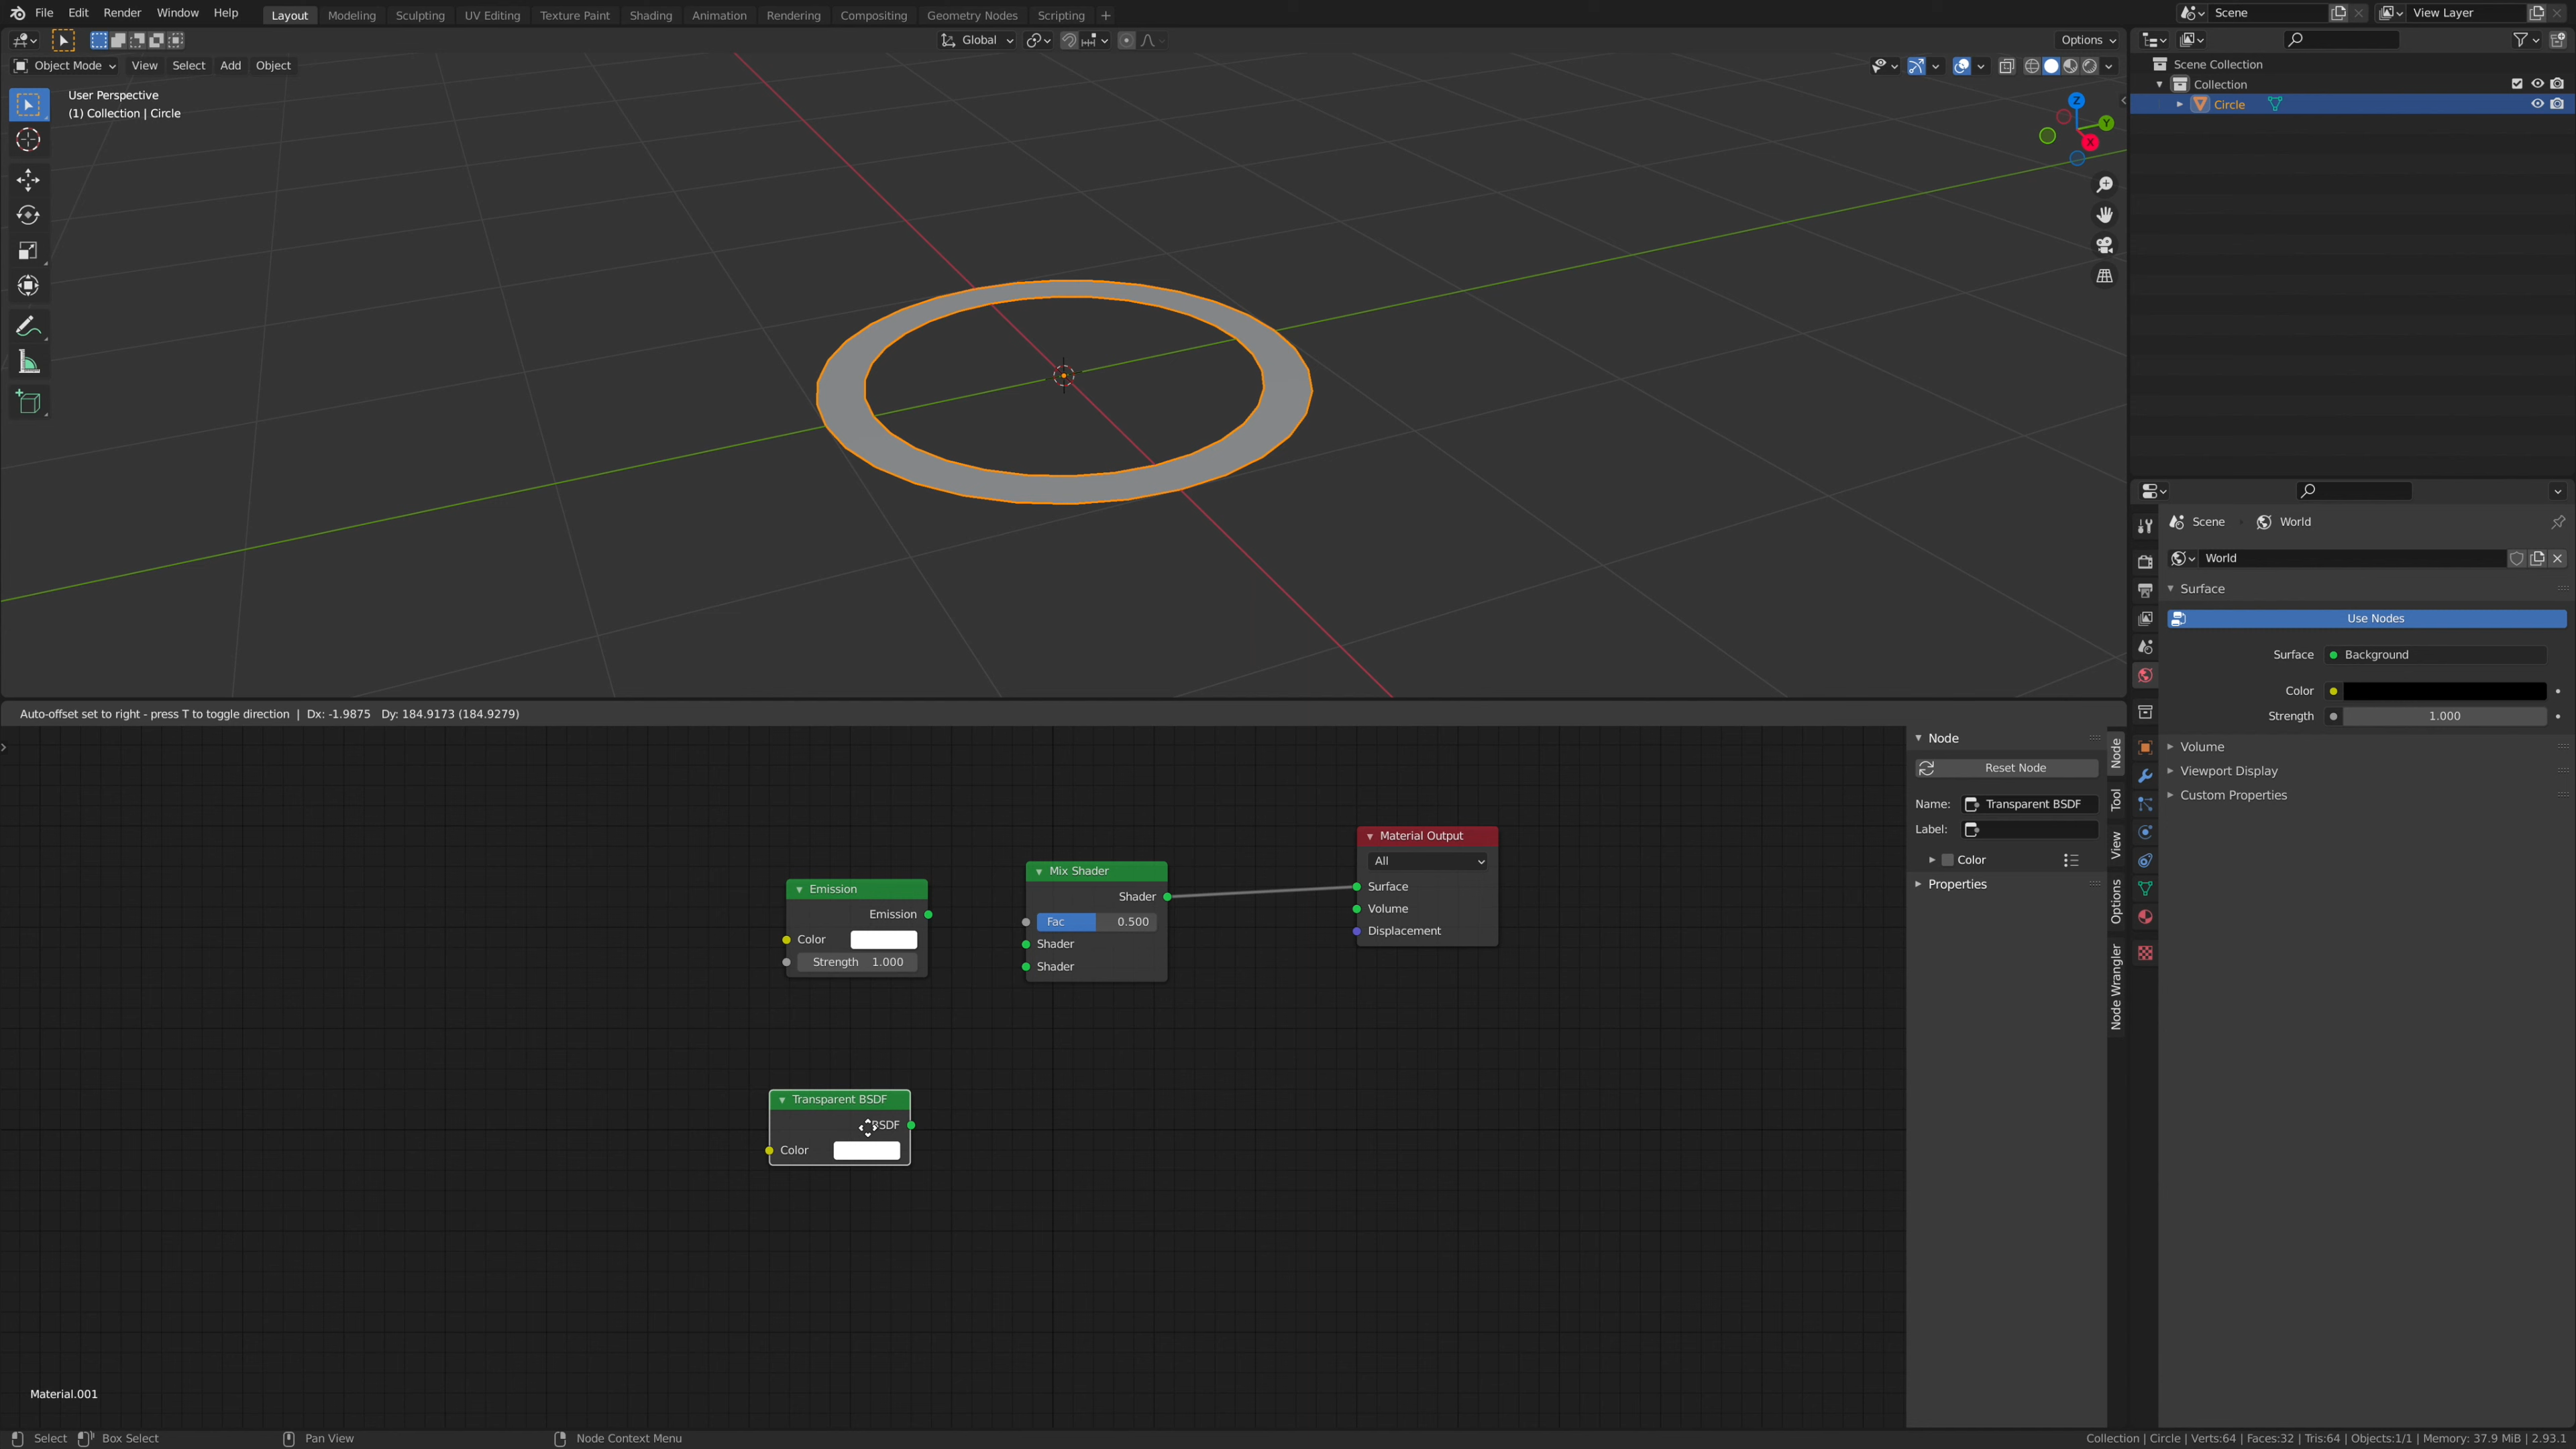 File Edit Render Window Help
Layout Modeling Sculpting UV Editing Texture Paint Shading Animation Rendering Compositing Geometry Nodes Scripting +
Scene
View Layer
Global
Options
Object Mode View Select Add Object
User Perspective
(1) Collection | Circle
Z
Y
X
Scene Collection
Collection
Circle
Scene World
World
Surface
Use Nodes
Surface Background
Color
Strength 1.000
Volume
Viewport Display
Custom Properties
Auto-offset set to right - press T to toggle direction | Dx: -1.9875 Dy: 184.9173 (184.9279)
Emission
Emission
Color
Strength 1.000
Mix Shader
Shader
Fac 0.500
Shader
Shader
Material Output
All
Surface
Volume
Displacement
Transparent BSDF
BSDF
Color
Node
Reset Node
Name: Transparent BSDF
Label:
Color
Properties
Node
Tool
View
Options
Node Wrangler
Material.001
Select Box Select Pan View Node Context Menu
Collection | Circle | Verts:64 | Faces:32 | Tris:64 | Objects:1/1 | Memory: 37.9 MiB | 2.93.1